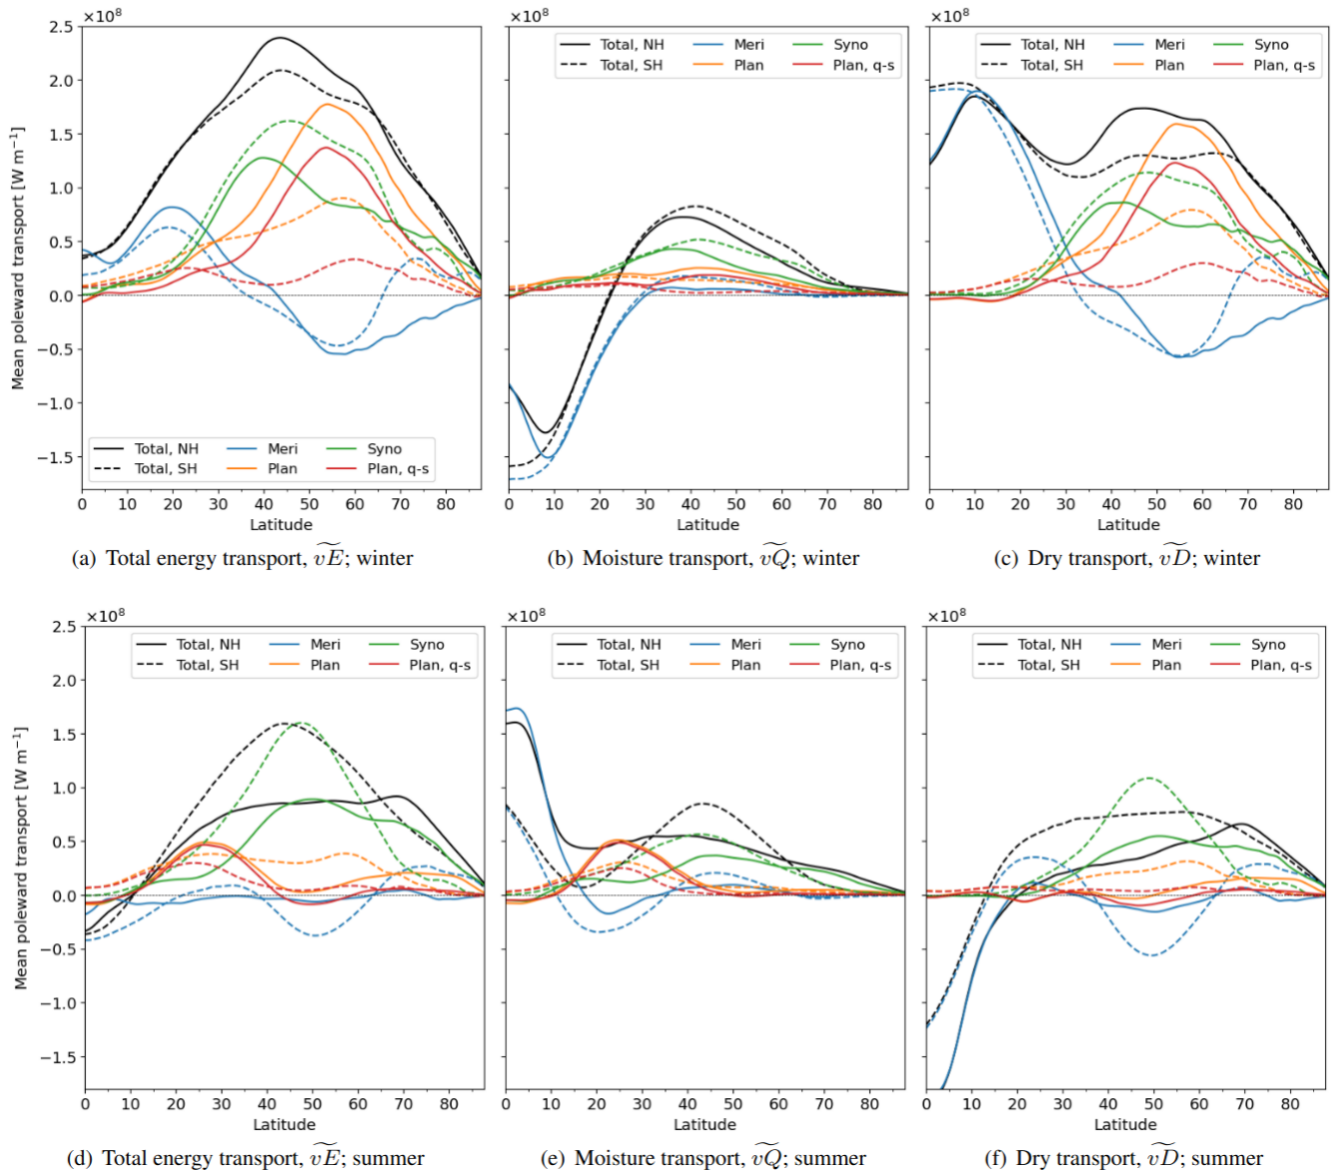 ×10⁸ ×10⁸ ×10⁸
Total, NH Meri Syno
Total, SH Plan Plan, q-s
Total, NH Meri Syno
Total, SH Plan Plan, q-s
2.5
2.0
1.5
1.0
0.5
0.0
−0.5
−1.0
−1.5
Mean poleward transport [W m⁻¹]
Total, NH Meri Syno
Total, SH Plan Plan, q-s
0 10 20 30 40 50 60 70 80
0 10 20 30 40 50 60 70 80
0 10 20 30 40 50 60 70 80
Latitude Latitude Latitude
(a) Total energy transport, v͠E; winter
(b) Moisture transport, v͠Q; winter
(c) Dry transport, v͠D; winter
×10⁸ ×10⁸ ×10⁸
Total, NH Meri Syno
Total, SH Plan Plan, q-s
Total, NH Meri Syno
Total, SH Plan Plan, q-s
Total, NH Meri Syno
Total, SH Plan Plan, q-s
2.5
2.0
1.5
1.0
0.5
0.0
−0.5
−1.0
−1.5
Mean poleward transport [W m⁻¹]
0 10 20 30 40 50 60 70 80
0 10 20 30 40 50 60 70 80
0 10 20 30 40 50 60 70 80
Latitude Latitude Latitude
(d) Total energy transport, v͠E; summer
(e) Moisture transport, v͠Q; summer
(f) Dry transport, v͠D; summer